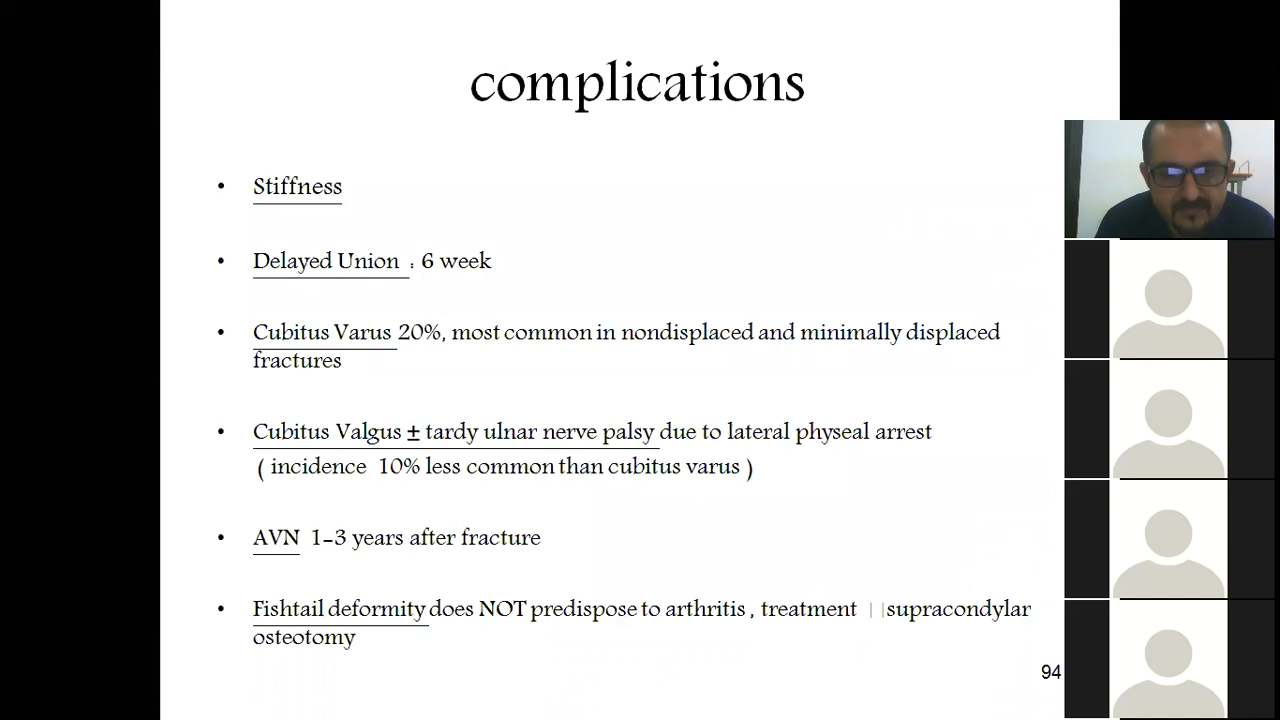 complications
• Stiffness
• Delayed Union : 6 week
• Cubitus Varus 20%, most common in nondisplaced and minimally displaced
fractures
• Cubitus Valgus ± tardy ulnar nerve palsy due to lateral physeal arrest
( incidence 10% less common than cubitus varus )
• AVN 1-3 years after fracture
• Fishtail deformity does NOT predispose to arthritis , treatment supracondylar
osteotomy
94